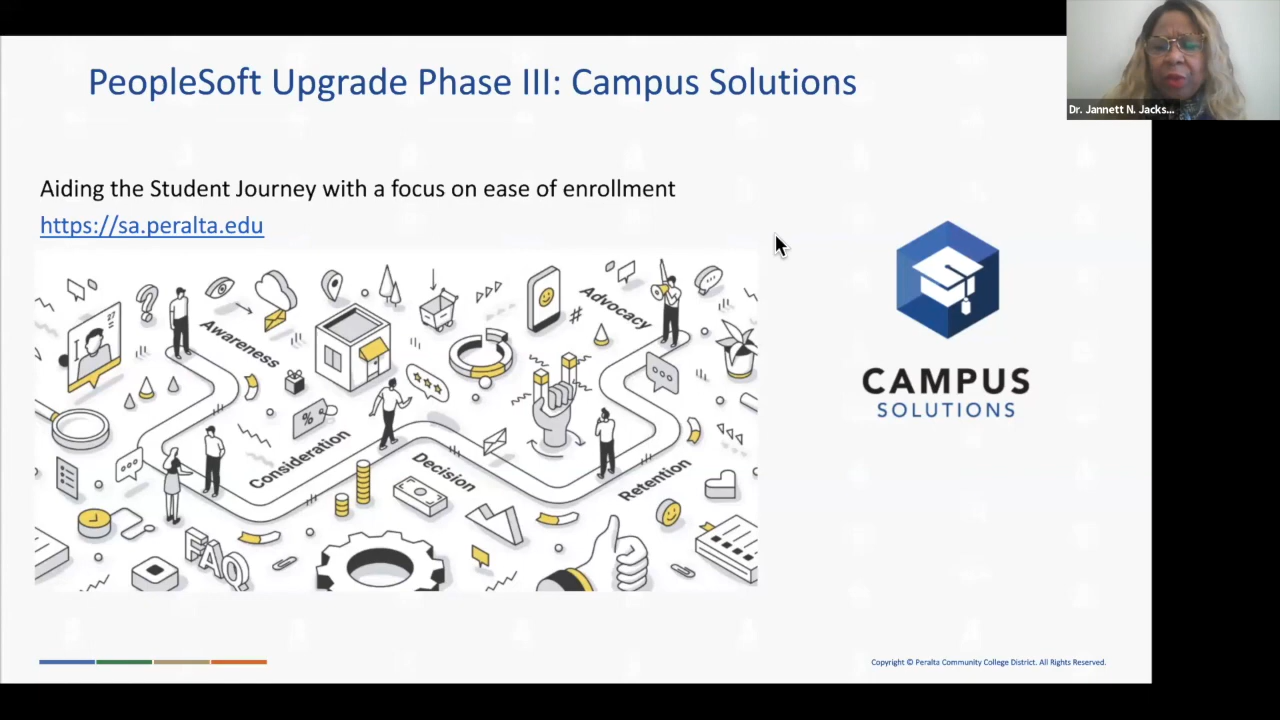 PeopleSoft Upgrade Phase III: Campus Solutions
Dr. Jannett N. Jacks...
Aiding the Student Journey with a focus on ease of enrollment
https://sa.peralta.edu
27
Awareness
Advocacy
#
%
Consideration
Decision
Retention
FAQ
CAMPUS
SOLUTIONS
Copyright © Peralta Community College District. All Rights Reserved.